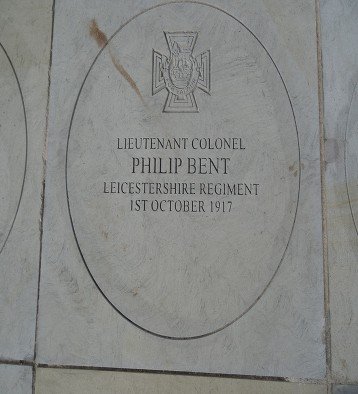 LIEUTENANT COLONEL
PHILIP BENT
LEICESTERSHIRE REGIMENT
1ST OCTOBER 1917